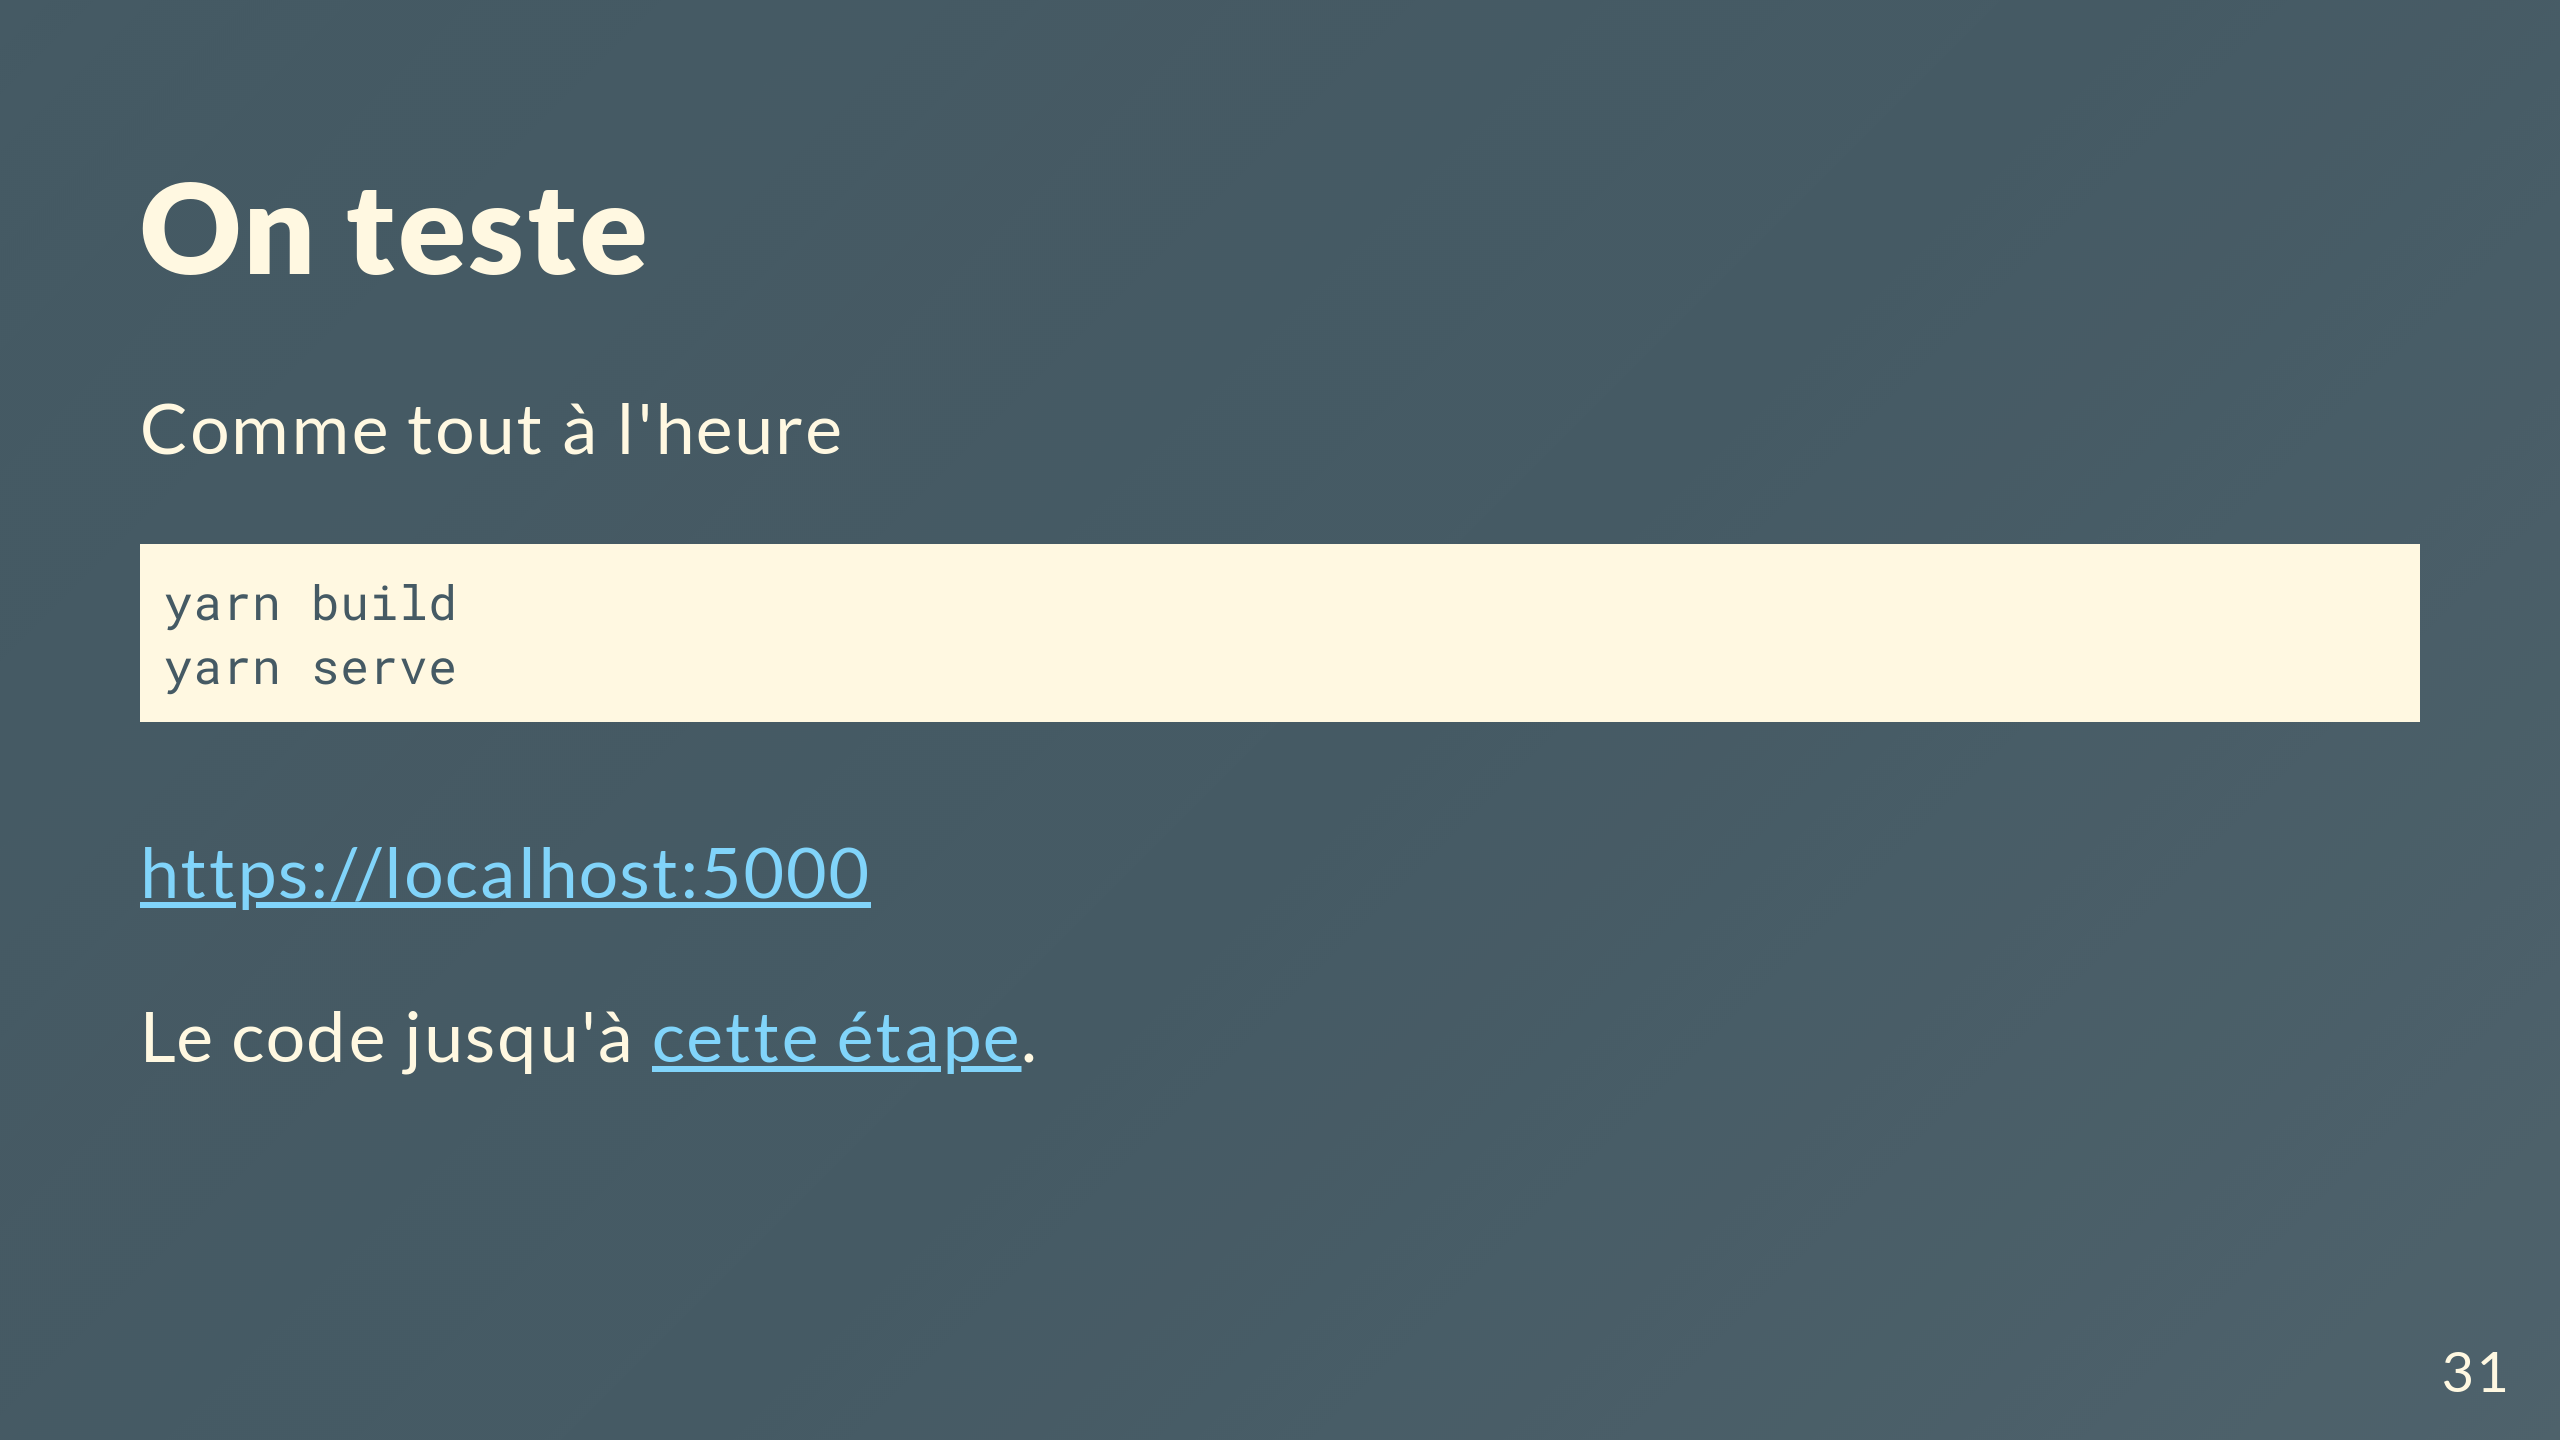 On teste
Comme tout à l'heure
yarn build
yarn serve
https://localhost:5000
Le code jusqu'à cette étape.
31